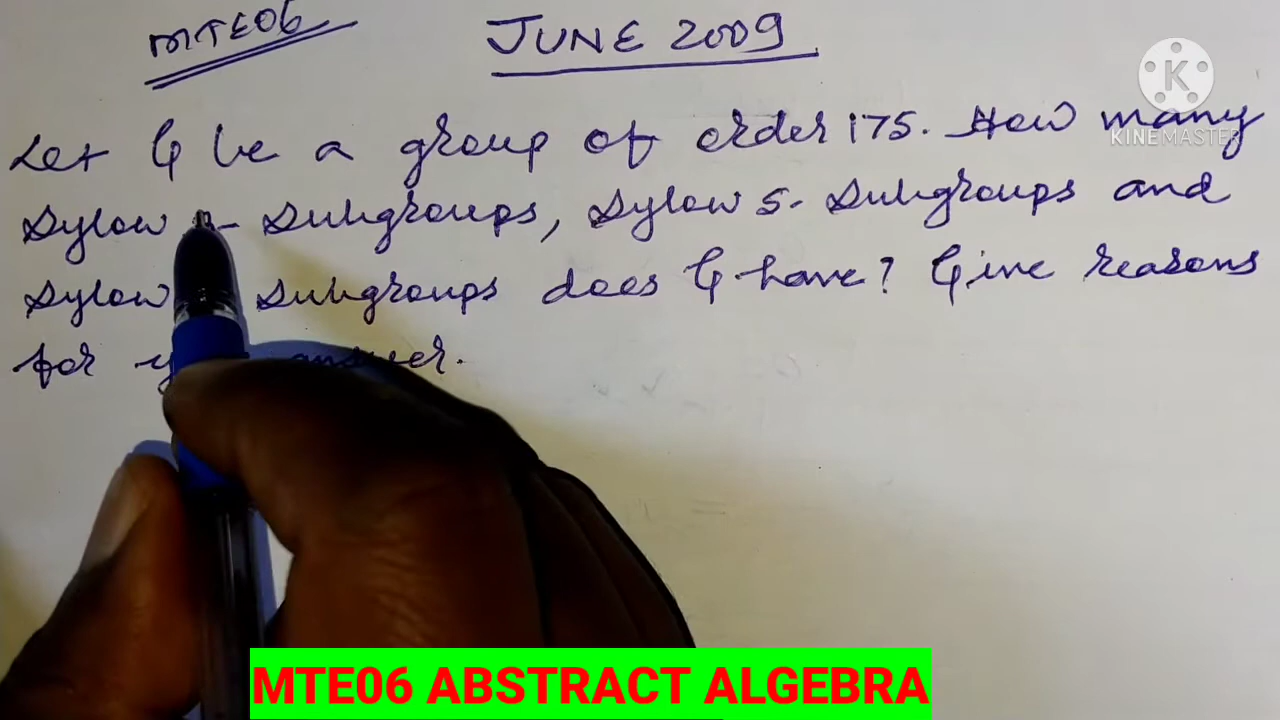 MTE06
JUNE 2009
K
KINEMASTER
Let G be a group of order 175. How many
Sylow - Subgroups, Sylow 5- Subgroups and
Sylow Subgroups does G have? Give reasons
for answer.
MTE06 ABSTRACT ALGEBRA